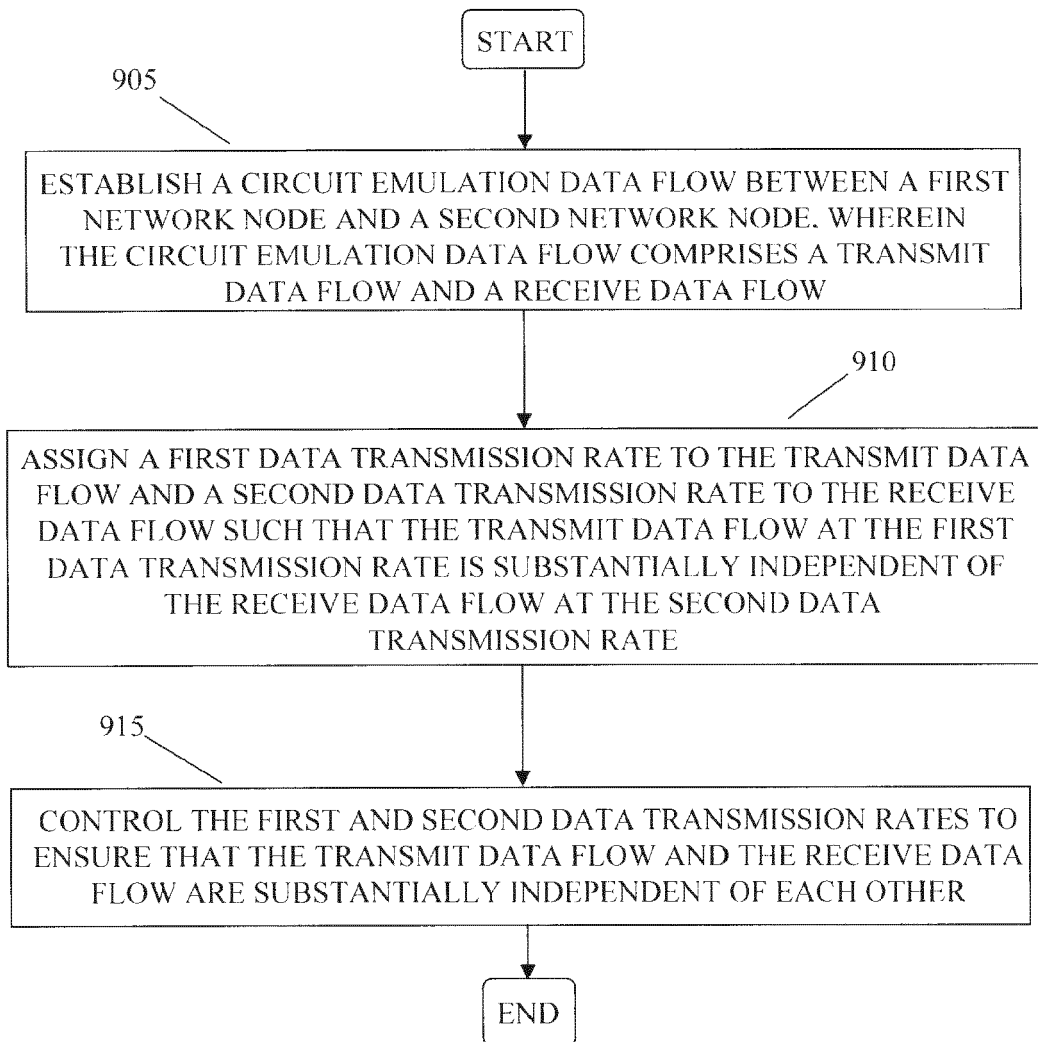 START
905
ESTABLISH A CIRCUIT EMULATION DATA FLOW BETWEEN A FIRST
NETWORK NODE AND A SECOND NETWORK NODE, WHEREIN
THE CIRCUIT EMULATION DATA FLOW COMPRISES A TRANSMIT
DATA FLOW AND A RECEIVE DATA FLOW
910
ASSIGN A FIRST DATA TRANSMISSION RATE TO THE TRANSMIT DATA
FLOW AND A SECOND DATA TRANSMISSION RATE TO THE RECEIVE
DATA FLOW SUCH THAT THE TRANSMIT DATA FLOW AT THE FIRST
DATA TRANSMISSION RATE IS SUBSTANTIALLY INDEPENDENT OF
THE RECEIVE DATA FLOW AT THE SECOND DATA
TRANSMISSION RATE
915
CONTROL THE FIRST AND SECOND DATA TRANSMISSION RATES TO
ENSURE THAT THE TRANSMIT DATA FLOW AND THE RECEIVE DATA
FLOW ARE SUBSTANTIALLY INDEPENDENT OF EACH OTHER
END